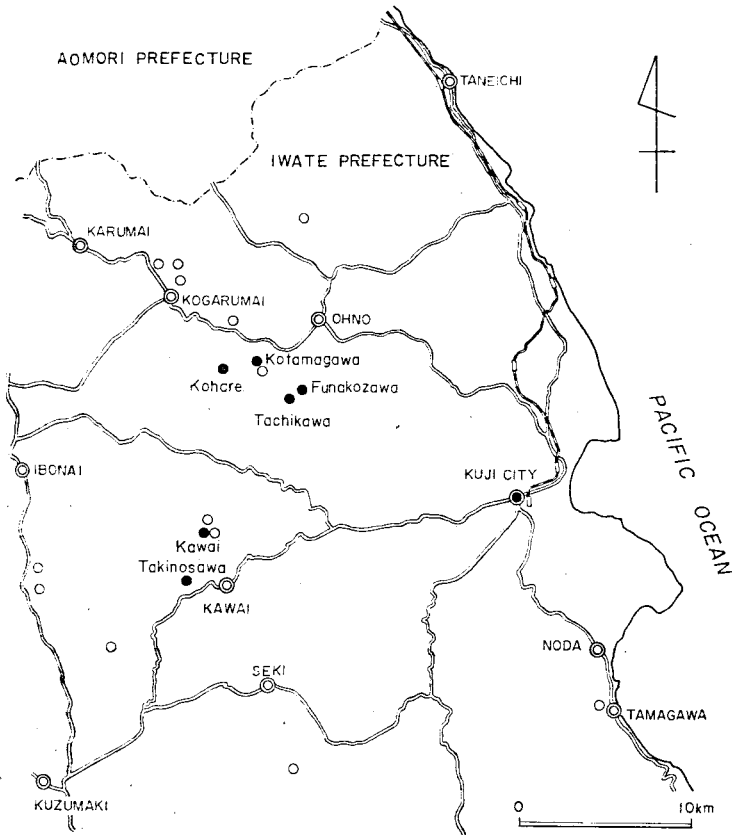 AOMORI PREFECTURE
TANEICHI
IWATE PREFECTURE
KARUMAI
KOGARUMAI
OHNO
Kotamagawa
Kohare
Funakozawa
Tachikawa
PACIFIC OCEAN
IBONAI
KUJI CITY
Kawai
Takinosawa
KAWAI
NODA
SEKI
TAMAGAWA
KUZUMAKI
0 10km